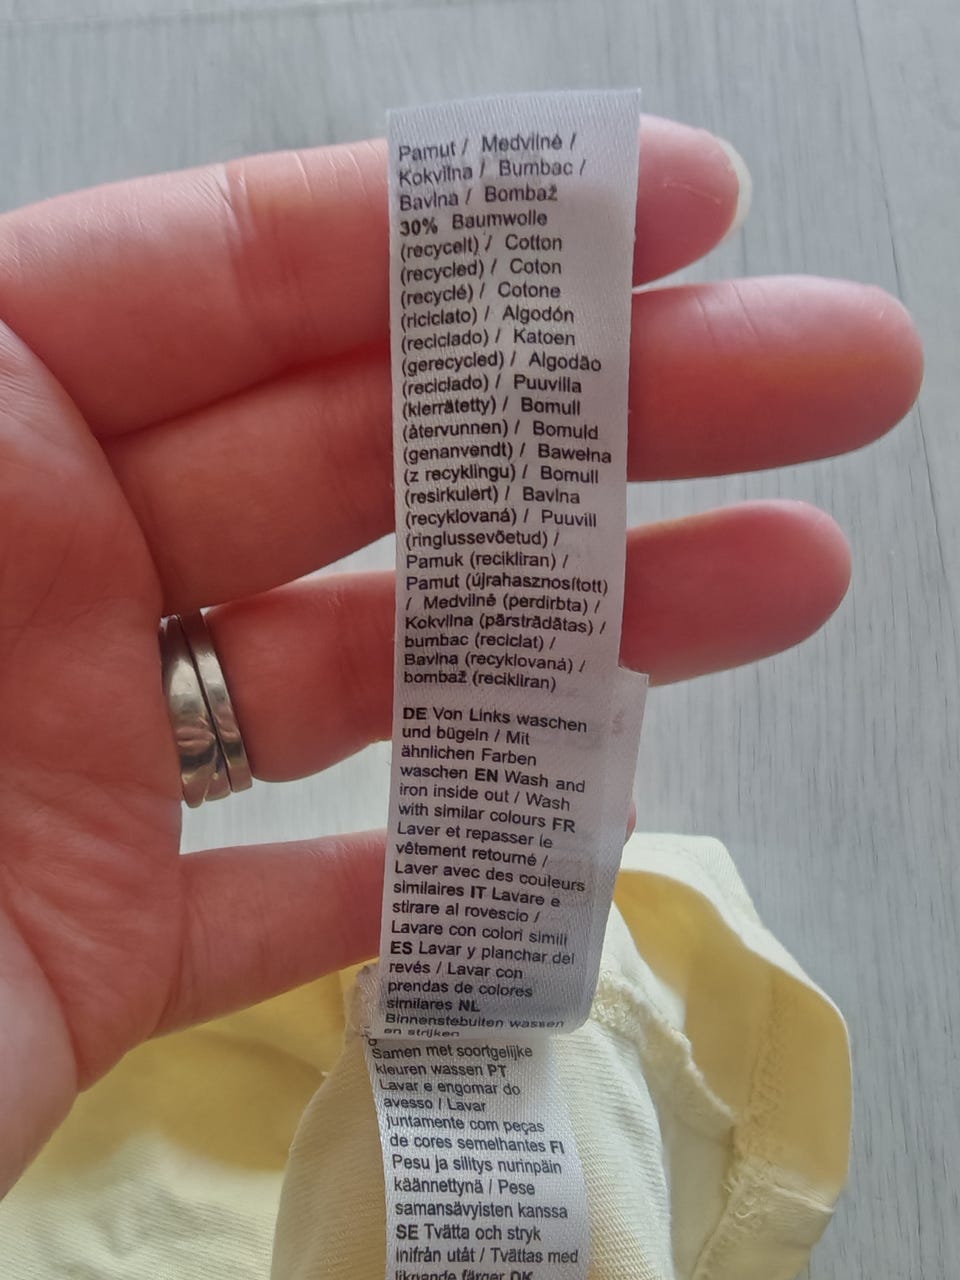 Pamut / Medvilnė /
Kokvilna / Bumbac /
Bavlna / Bombaž
30% Baumwolle
(recycelt) / Cotton
(recycled) / Coton
(recyclé) / Cotone
(riciclato) / Algodón
(reciclado) / Katoen
(gerecycled) / Algodão
(reciclado) / Puuvilla
(kierrätetty) / Bomull
(återvunnen) / Bomuld
(genanvendt) / Bawełna
(z recyklingu) / Bomull
(resirkulert) / Bavlna
(recyklovaná) / Puuvill
(ringlussevõetud) /
Pamuk (recikliran) /
Pamut (újrahasznosított)
/ Medvilnė (perdirbta) /
Kokvilna (pārstrādātas) /
bumbac (reciclat) /
Bavlna (recyklovaná) /
bombaž (recikliran)
DE Von Links waschen
und bügeln / Mit
ähnlichen Farben
waschen EN Wash and
iron inside out / Wash
with similar colours FR
Laver et repasser le
vêtement retourné /
Laver avec des couleurs
similaires IT Lavare e
stirare al rovescio /
Lavare con colori simili
ES Lavar y planchar del
revés / Lavar con
prendas de colores
similares NL
Binnenstebuiten wassen
en strijken
Samen met soortgelijke
kleuren wassen PT
Lavar e engomar do
avesso / Lavar
juntamente com peças
de cores semelhantes FI
Pesu ja silitys nurinpäin
käännettynä / Pese
samansävyisten kanssa
SE Tvätta och stryk
inifrån utåt / Tvättas med
liknande färger DK